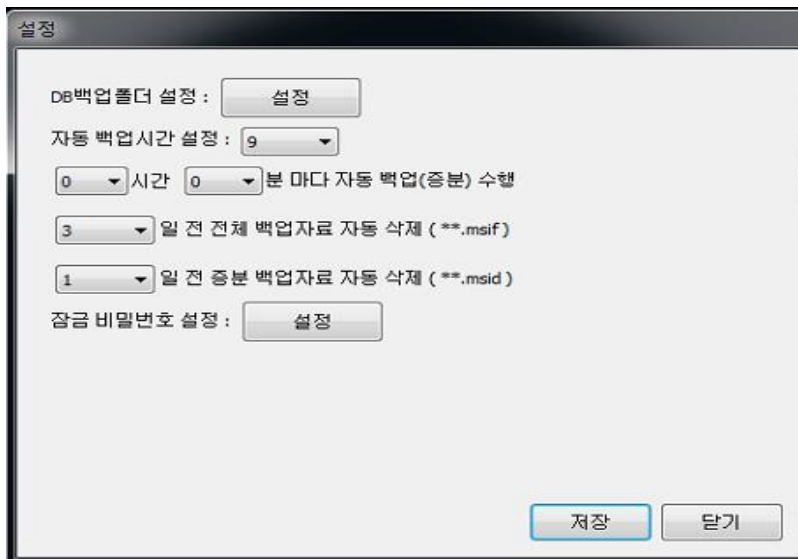 설정
DB백업폴더 설정 : 설정
자동 백업시간 설정 : 9
0 시간 0 분 마다 자동 백업(증분) 수행
3 일 전 전체 백업자료 자동 삭제 ( **.msif )
1 일 전 증분 백업자료 자동 삭제 ( **.msid )
잠금 비밀번호 설정 : 설정
저장 닫기